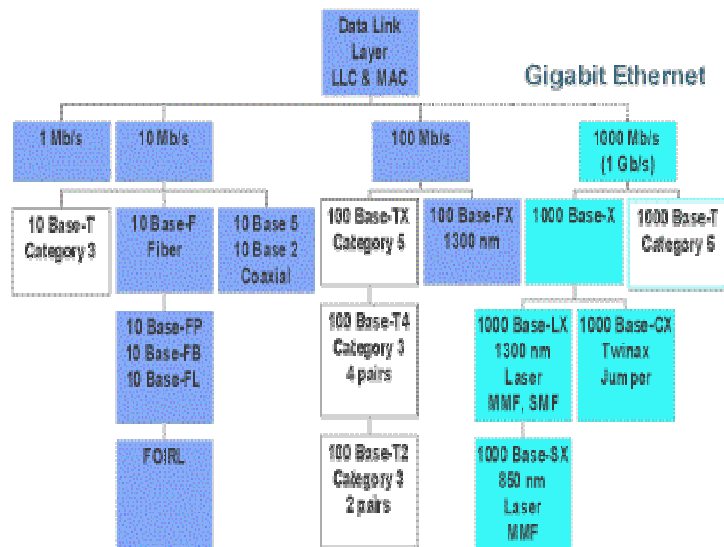 Data Link
Layer
LLC & MAC
Gigabit Ethernet
1 Mb/s
10 Mb/s
100 Mb/s
1000 Mb/s
(1 Gb/s)
10 Base-T
Category 3
10 Base-F
Fiber
10 Base 5
10 Base 2
Coaxial
100 Base-TX
Category 5
100 Base-FX
1300 nm
1000 Base-X
1000 Base-T
Category 5
10 Base-FP
10 Base-FB
10 Base-FL
100 Base-T4
Category 3
4 pairs
1000 Base-LX
1300 nm
Laser
MMF, SMF
1000 Base-CX
Twinax
Jumper
FOIRL
100 Base-T2
Category 3
2 pairs
1000 Base-SX
850 nm
Laser
MMF